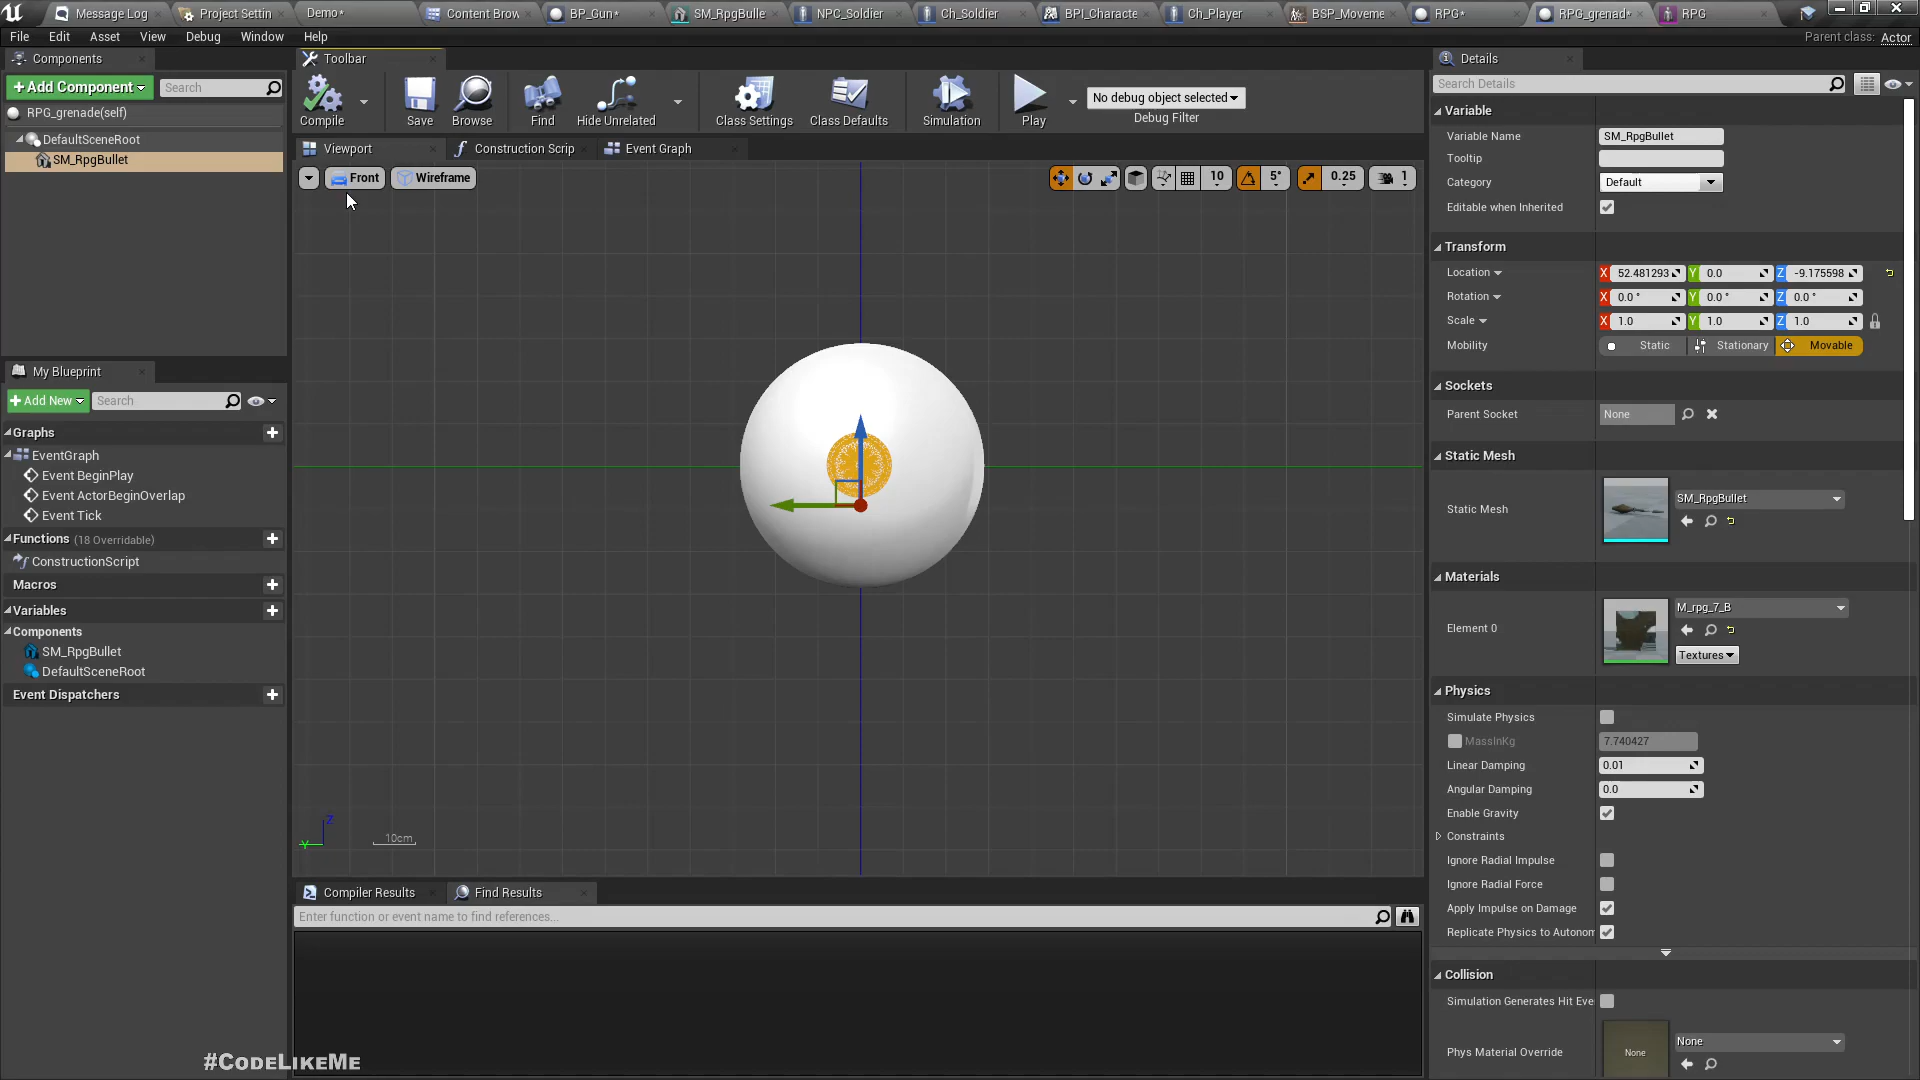 Message Log
Project Settin
Demo*
Content Brow
BP_Gun*
SM_RpgBulle
NPC_Soldier
Ch_Soldier
BPI_Characte
Ch_Player
BSP_Moveme
RPG*
RPG_grenad*
RPG
File Edit Asset View Debug Window Help
Parent class: Actor
Components
+Add Component
Search
RPG_grenade(self)
DefaultSceneRoot
SM_RpgBullet
My Blueprint
+Add New
Search
Graphs
EventGraph
Event BeginPlay
Event ActorBeginOverlap
Event Tick
Functions (18 Overridable)
ConstructionScript
Macros
Variables
Components
SM_RpgBullet
DefaultSceneRoot
Event Dispatchers
Toolbar
Compile
Save
Browse
Find
Hide Unrelated
Class Settings
Class Defaults
Simulation
Play
No debug object selected
Debug Filter
Viewport
Construction Scrip
Event Graph
Front
Wireframe
10
5°
0.25
1
z
y
10cm
Compiler Results
Find Results
Enter function or event name to find references...
Details
Search Details
Variable
Variable Name SM_RpgBullet
Tooltip
Category Default
Editable when Inherited
Transform
Location X 52.481293 Y 0.0 Z -9.175598
Rotation X 0.0° Y 0.0° Z 0.0°
Scale X 1.0 Y 1.0 Z 1.0
Mobility Static Stationary Movable
Sockets
Parent Socket None
Static Mesh
Static Mesh SM_RpgBullet
Materials
Element 0 M_rpg_7_B
Textures
Physics
Simulate Physics
MassInKg 7.740427
Linear Damping 0.01
Angular Damping 0.0
Enable Gravity
Constraints
Ignore Radial Impulse
Ignore Radial Force
Apply Impulse on Damage
Replicate Physics to Autonom
Collision
Simulation Generates Hit Eve
Phys Material Override None None
#CodeLikeMe